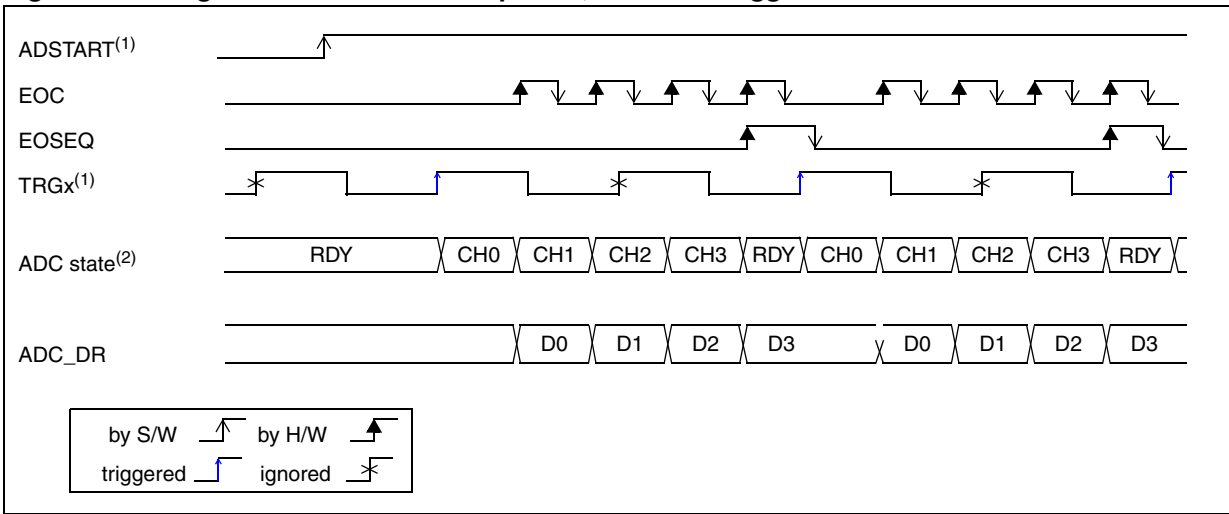 ADSTART(1)
EOC
EOSEQ
TRGx(1)
ADC state(2) RDY CH0 CH1 CH2 CH3 RDY CH0 CH1 CH2 CH3 RDY
ADC_DR D0 D1 D2 D3 D0 D1 D2 D3
by S/W by H/W
triggered ignored